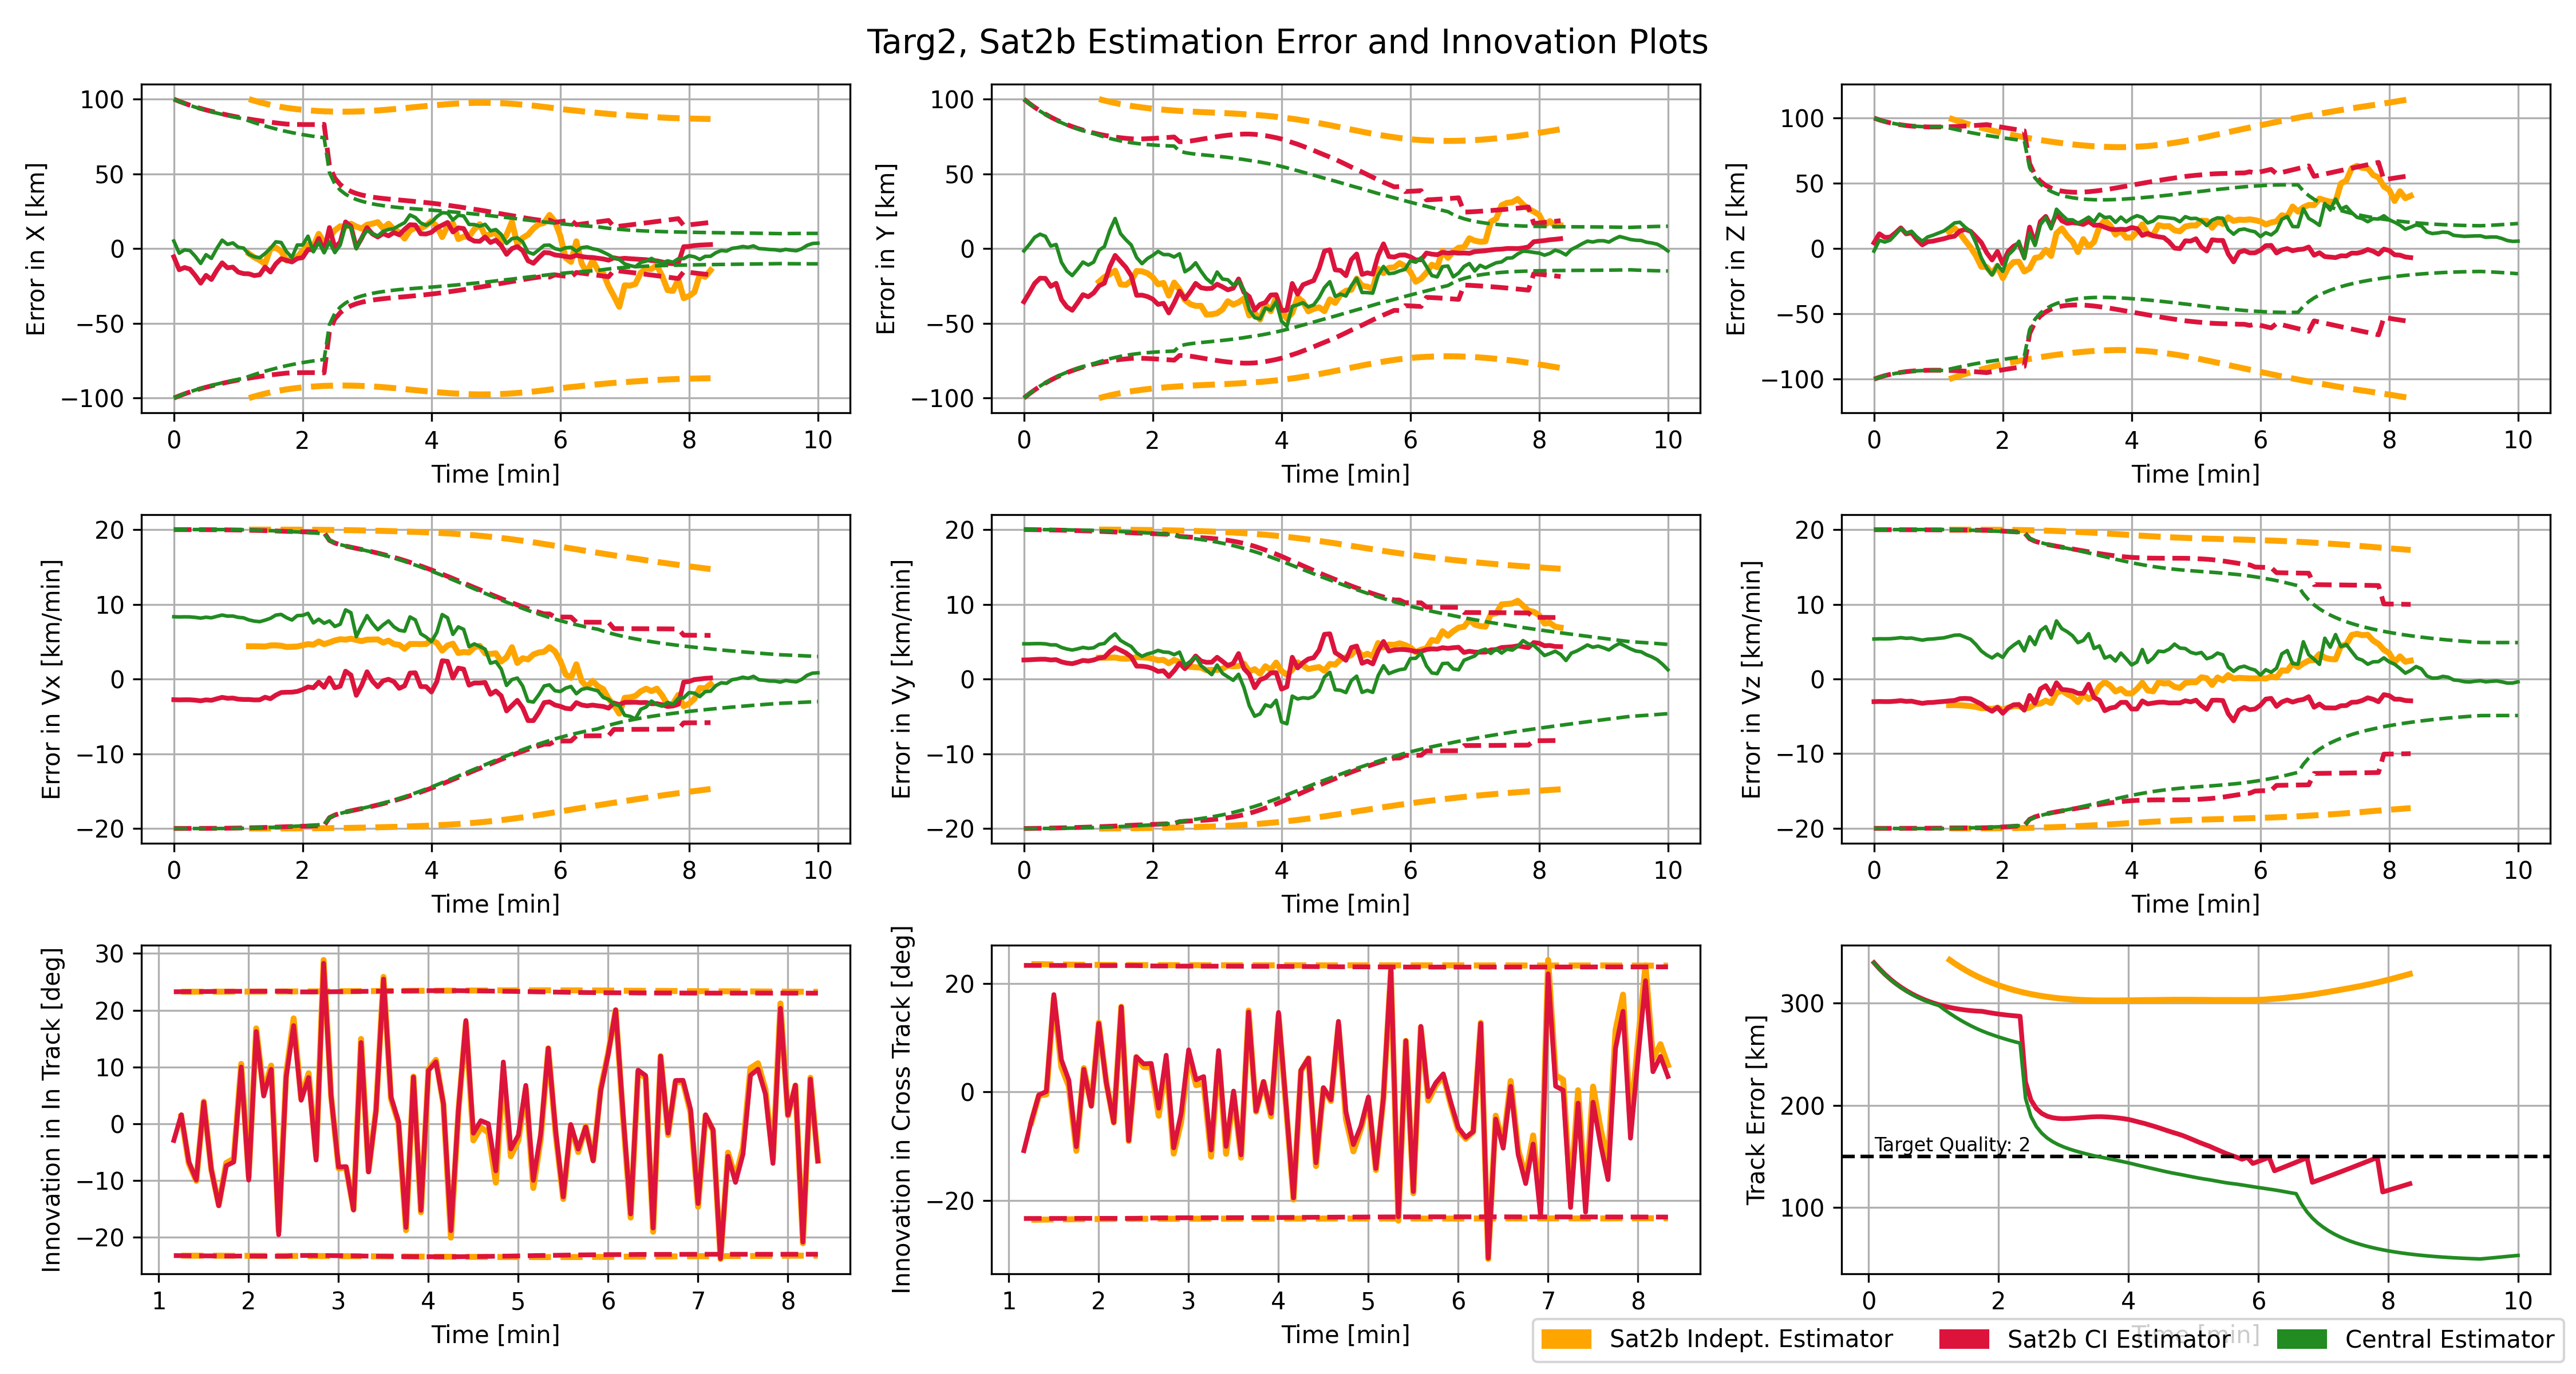 Targ2, Sat2b Estimation Error and Innovation Plots
Error in X [km]
100
50
0
−50
−100
0 2 4 6 8 10
Time [min]
Error in Y [km]
100
50
0
−50
−100
0 2 4 6 8 10
Time [min]
Error in Z [km]
100
50
0
−50
−100
0 2 4 6 8 10
Time [min]
Error in Vx [km/min]
20
10
0
−10
−20
0 2 4 6 8 10
Time [min]
Error in Vy [km/min]
20
10
0
−10
−20
0 2 4 6 8 10
Time [min]
Error in Vz [km/min]
20
10
0
−10
−20
0 2 4 6 8 10
Time [min]
Innovation in In Track [deg]
30
20
10
0
−10
−20
1 2 3 4 5 6 7 8
Time [min]
Innovation in Cross Track [deg]
20
0
−20
1 2 3 4 5 6 7 8
Time [min]
Track Error [km]
300
200
100
Target Quality: 2
0 2 4 6 8 10
Time [min]
Sat2b Indept. Estimator Sat2b CI Estimator Central Estimator